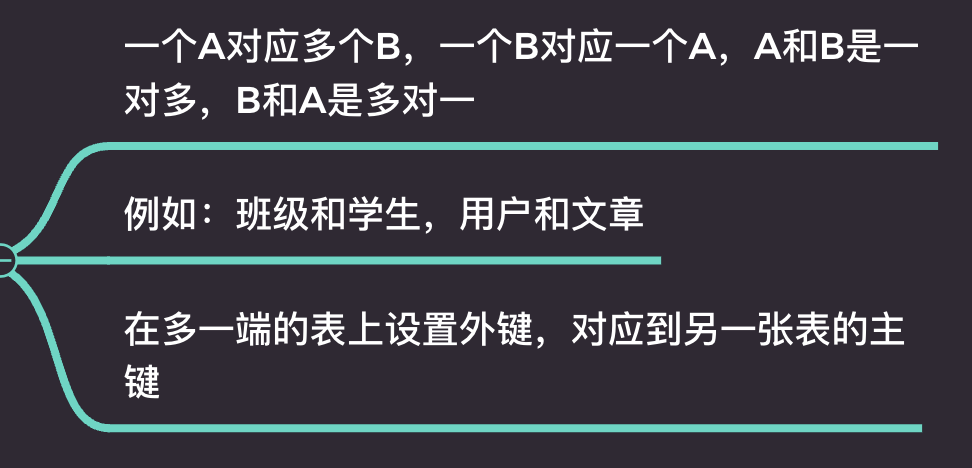 一个A对应多个B，一个B对应一个A，A和B是一
对多，B和A是多对一
例如：班级和学生，用户和文章
在多一端的表上设置外键，对应到另一张表的主
键